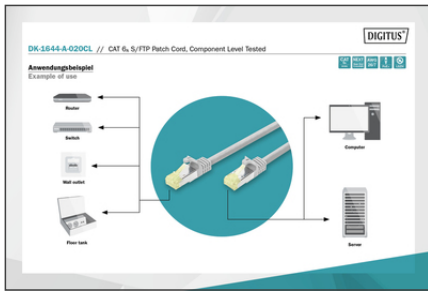 DIGITUS®
DK-1644-A-020CL // CAT 6A S/FTP Patch Cord, Component Level Tested
Anwendungsbeispiel
Example of use
Router
Switch
Wall outlet
Floor tank
Computer
Server